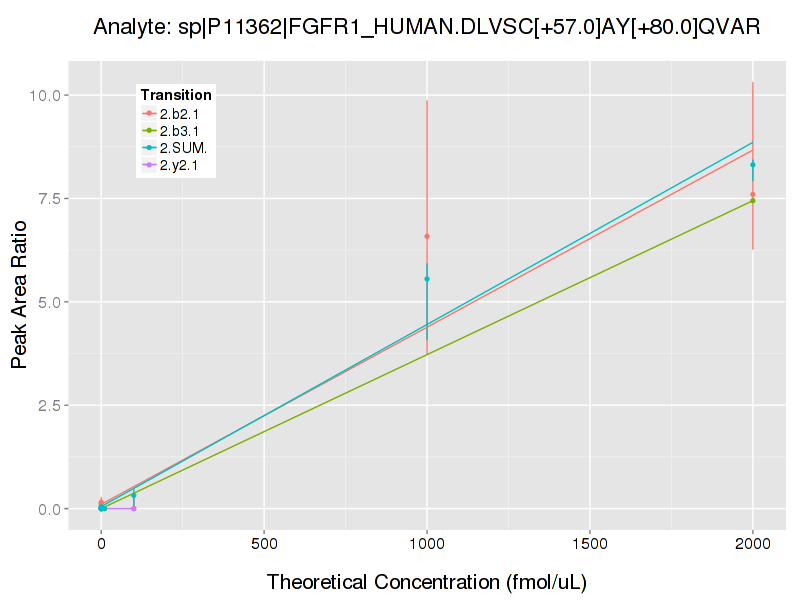 Analyte: sp|P11362|FGFR1_HUMAN.DLVSC[+57.0]AY[+80.0]QVAR
Transition
2.b2.1
2.b3.1
2.SUM.
2.y2.1
10.0
7.5
5.0
2.5
0.0
Peak Area Ratio
0 500 1000 1500 2000
Theoretical Concentration (fmol/uL)